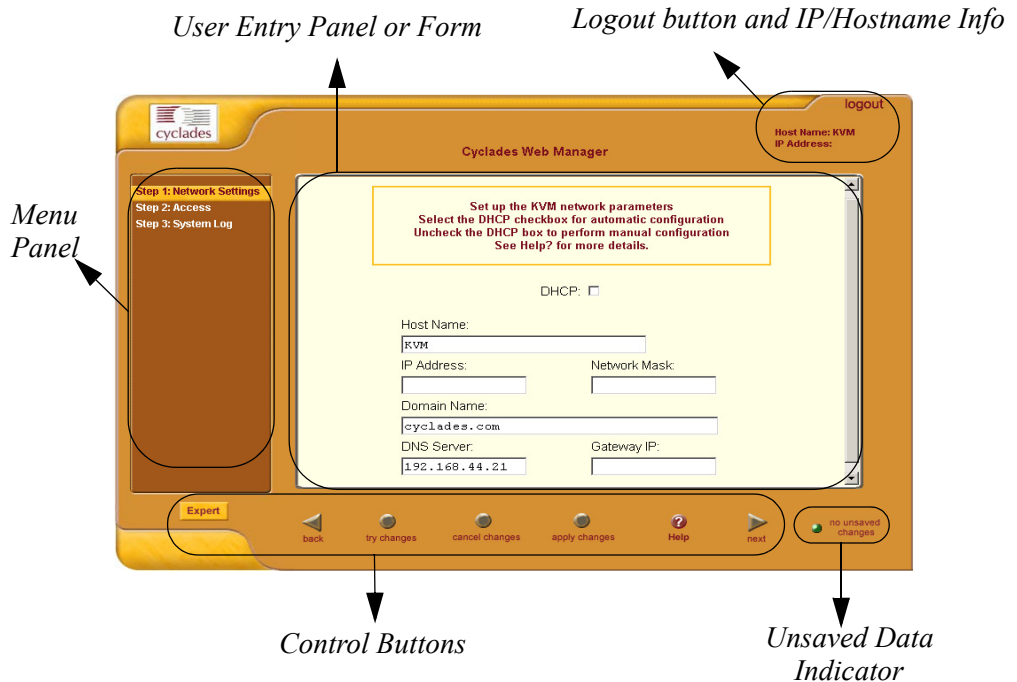 User Entry Panel or Form
Logout button and IP/Hostname Info
cyclades
logout
Host Name: KVM
IP Address:
Cyclades Web Manager
Menu
Panel
Step 1: Network Settings
Step 2: Access
Step 3: System Log
Set up the KVM network parameters
Select the DHCP checkbox for automatic configuration
Uncheck the DHCP box to perform manual configuration
See Help? for more details.
DHCP:
Host Name:
KVM
IP Address:
Network Mask:
Domain Name:
cyclades.com
DNS Server:
Gateway IP:
192.168.44.21
Expert
back
try changes
cancel changes
apply changes
?
Help
next
no unsaved
changes
Control Buttons
Unsaved Data
Indicator